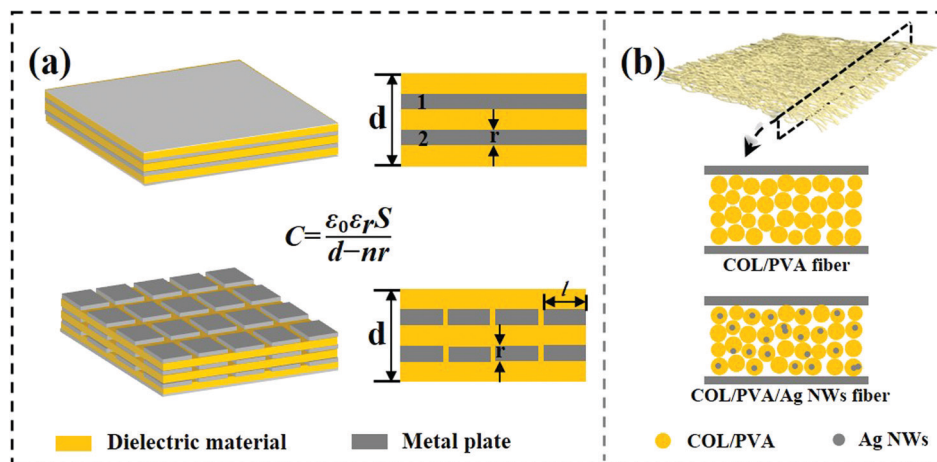 (a)
d
1
2
r
C=ε₀εᵣS/d−nr
d
l
r
Dielectric material
Metal plate
(b)
COL/PVA fiber
COL/PVA/Ag NWs fiber
COL/PVA
Ag NWs